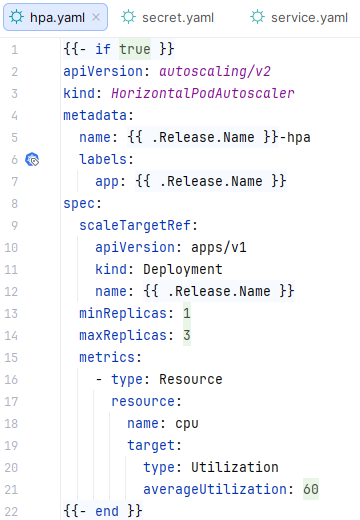 hpa.yaml × secret.yaml service.yaml
1 {{- if true }}
2 apiVersion: autoscaling/v2
3 kind: HorizontalPodAutoscaler
4 metadata:
5   name: {{ .Release.Name }}-hpa
6   labels:
7     app: {{ .Release.Name }}
8 spec:
9   scaleTargetRef:
10     apiVersion: apps/v1
11     kind: Deployment
12     name: {{ .Release.Name }}
13   minReplicas: 1
14   maxReplicas: 3
15   metrics:
16     - type: Resource
17       resource:
18         name: cpu
19         target:
20           type: Utilization
21           averageUtilization: 60
22 {{- end }}